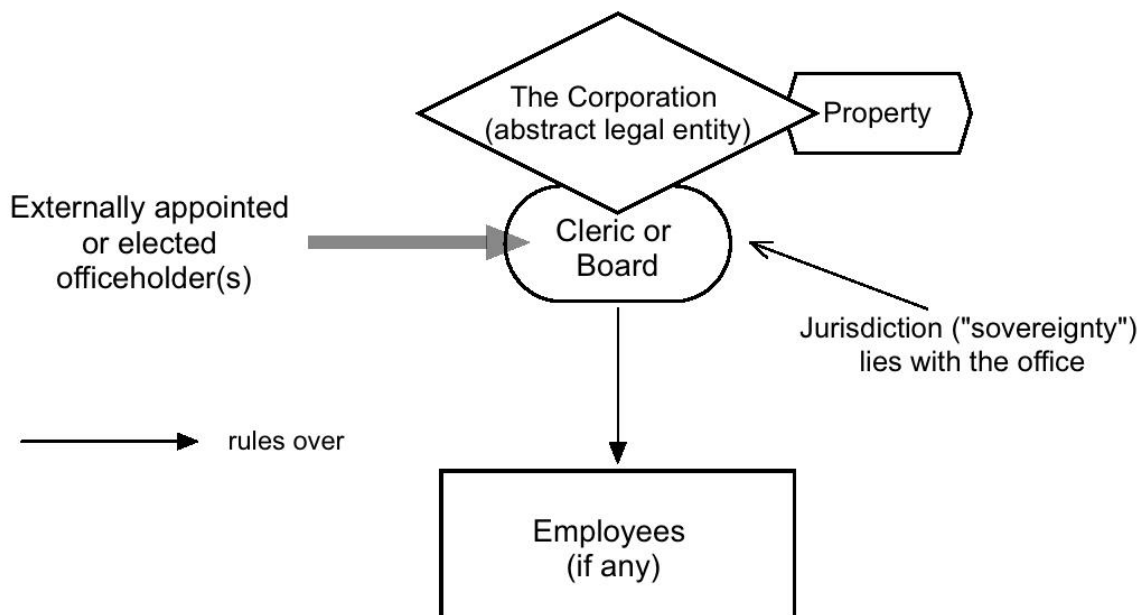 The Corporation
(abstract legal entity)
Property
Externally appointed
or elected
officeholder(s)
Cleric or
Board
Jurisdiction ("sovereignty")
lies with the office
rules over
Employees
(if any)